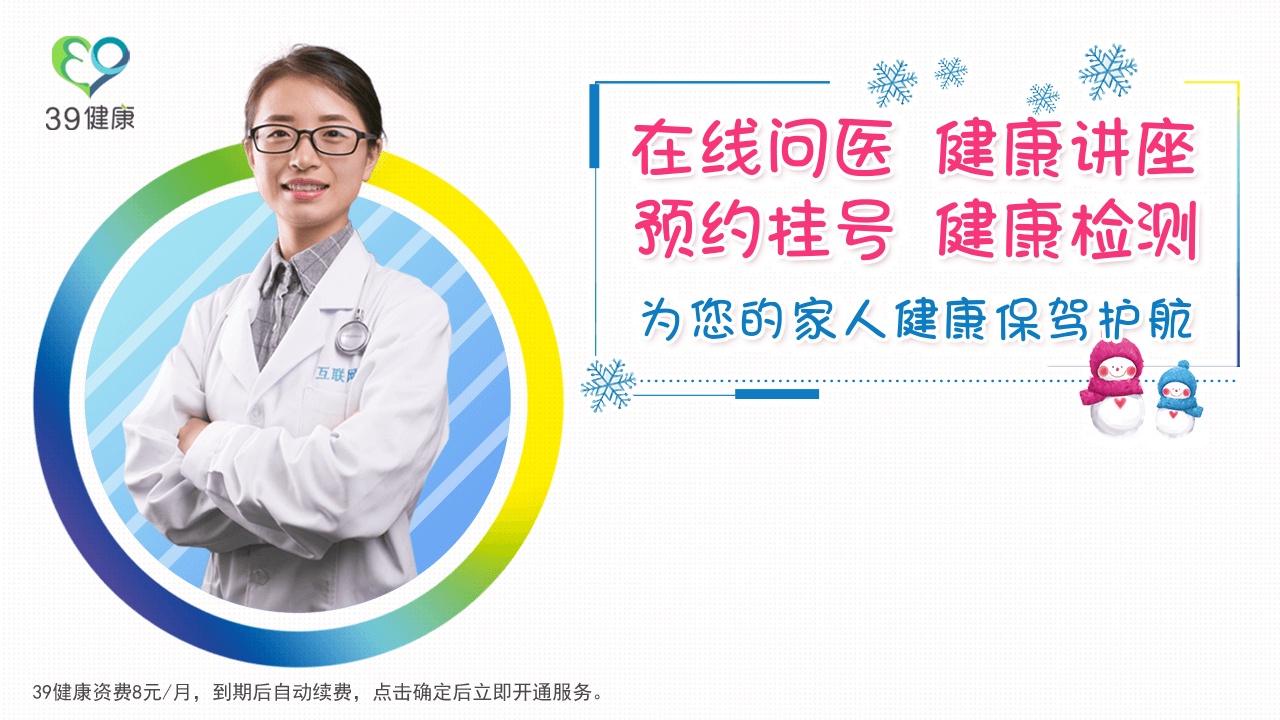 39健康
在线问医 健康讲座
预约挂号 健康检测
为您的家人健康保驾护航
互联网
39健康资费8元/月，到期后自动续费，点击确定后立即开通服务。